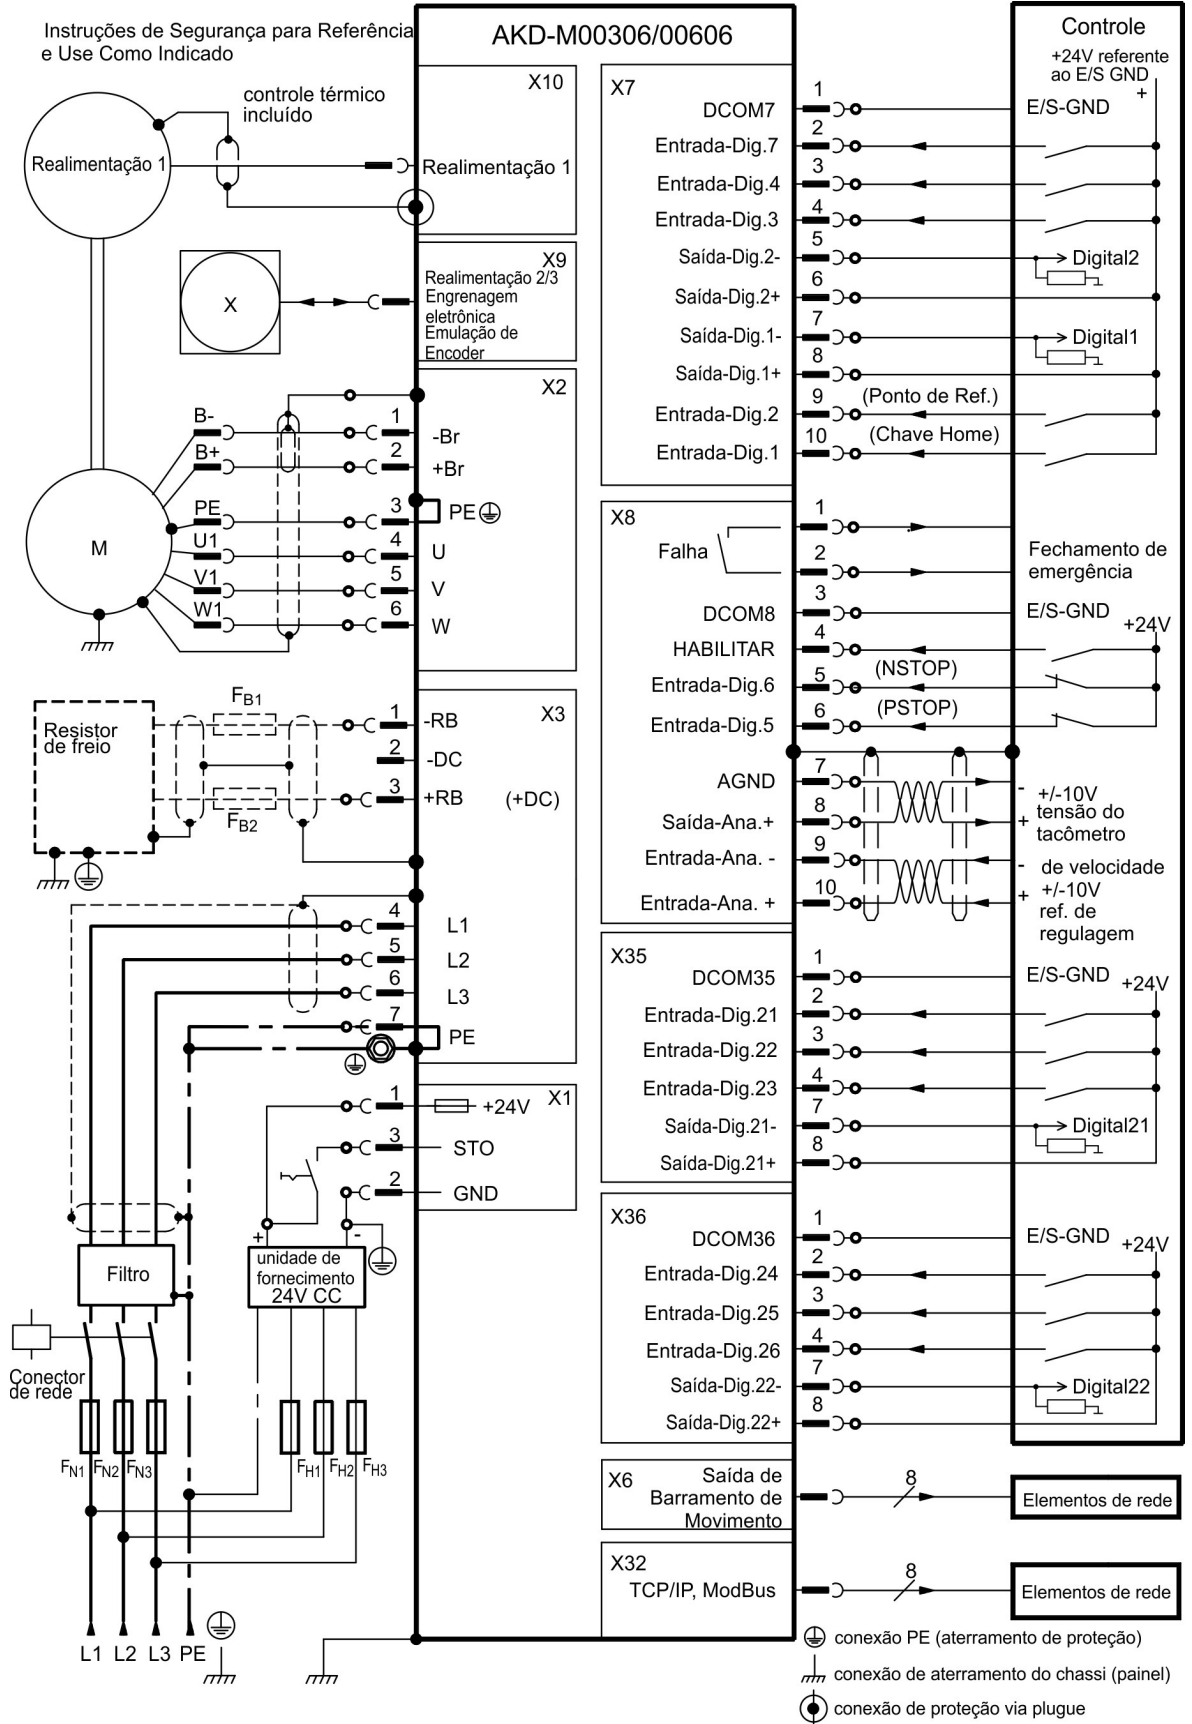 Instruções de Segurança para Referência
e Use Como Indicado
AKD-M00306/00606
Controle
+24V referente
ao E/S GND
+
X10
controle térmico
incluído
Realimentação 1
Realimentação 1
X9
Realimentação 2/3
Engrenagem
eletrônica
Emulação de
Encoder
X
X2
B-
1
-Br
B+
2
+Br
PE
3
PE
U1
4
U
V1
5
V
W1
6
W
M
X3
Resistor
de freio
FB1
1
-RB
2
-DC
3
+RB
(+DC)
FB2
4
L1
5
L2
6
L3
7
PE
X1
1
+24V
3
STO
2
GND
+
-
unidade de
fornecimento
24V CC
Filtro
Conector
de rede
FN1
FN2
FN3
FH1
FH2
FH3
L1
L2
L3
PE
X7
DCOM7
1
E/S-GND
Entrada-Dig.7
2
Entrada-Dig.4
3
Entrada-Dig.3
4
Saída-Dig.2-
5
Digital2
Saída-Dig.2+
6
Saída-Dig.1-
7
Digital1
Saída-Dig.1+
8
Entrada-Dig.2
9
(Ponto de Ref.)
Entrada-Dig.1
10
(Chave Home)
X8
Falha
1
2
Fechamento de
emergência
DCOM8
3
E/S-GND
+24V
HABILITAR
4
Entrada-Dig.6
5
(NSTOP)
Entrada-Dig.5
6
(PSTOP)
AGND
7
-
Saída-Ana.+
8
+
+/-10V
tensão do
tacômetro
Entrada-Ana. -
9
-
Entrada-Ana. +
10
+
de velocidade
+/-10V
ref. de
regulagem
X35
DCOM35
1
E/S-GND
+24V
Entrada-Dig.21
2
Entrada-Dig.22
3
Entrada-Dig.23
4
Saída-Dig.21-
7
Digital21
Saída-Dig.21+
8
X36
DCOM36
1
E/S-GND
+24V
Entrada-Dig.24
2
Entrada-Dig.25
3
Entrada-Dig.26
4
Saída-Dig.22-
7
Digital22
Saída-Dig.22+
8
X6
Saída de
Barramento de
Movimento
8
Elementos de rede
X32
TCP/IP, ModBus
8
Elementos de rede
conexão PE (aterramento de proteção)
conexão de aterramento do chassi (painel)
conexão de proteção via plugue